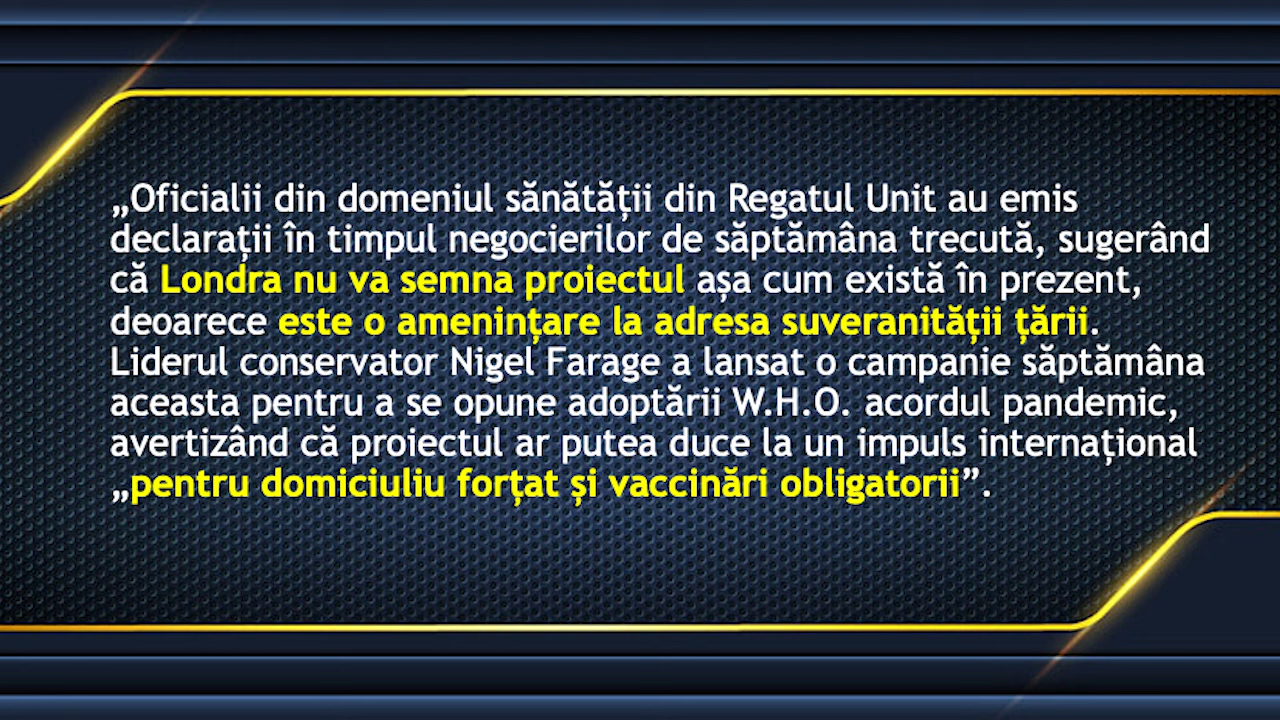 „Oficialii din domeniul sănătății din Regatul Unit au emis
declarații în timpul negocierilor de săptămâna trecută, sugerând
că Londra nu va semna proiectul așa cum există în prezent,
deoarece este o amenințare la adresa suveranității țării.
Liderul conservator Nigel Farage a lansat o campanie săptămâna
aceasta pentru a se opune adoptării W.H.O. acordul pandemic,
avertizând că proiectul ar putea duce la un impuls internațional
„pentru domiciuliu forțat și vaccinări obligatorii”.